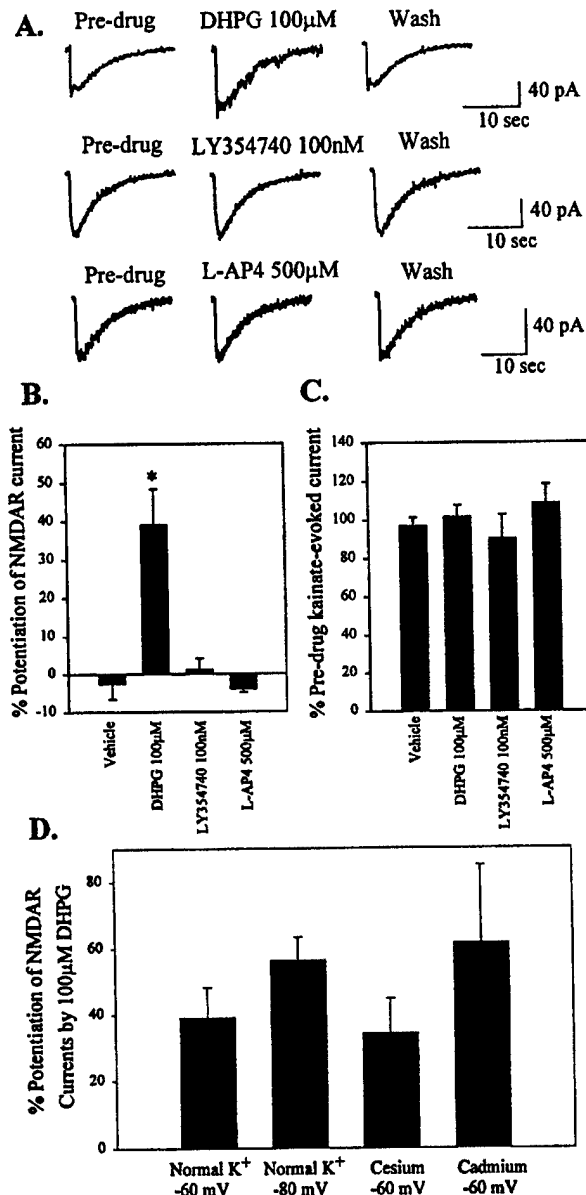 A.
Pre-drug DHPG 100µM Wash
40 pA
10 sec
Pre-drug LY354740 100nM Wash
40 pA
10 sec
Pre-drug L-AP4 500µM Wash
40 pA
10 sec
B.
% Potentiation of NMDAR current
60
50
40
30
20
10
0
-10
*
Vehicle
DHPG 100µM
LY354740 100nM
L-AP4 500µM
C.
% Pre-drug kainate-evoked current
140
120
100
80
60
40
20
0
Vehicle
DHPG 100µM
LY354740 100nM
L-AP4 500µM
D.
% Potentiation of NMDAR
Currents by 100µM DHPG
80
60
40
20
0
Normal K+ Normal K+ Cesium Cadmium
-60 mV -80 mV -60 mV -60 mV